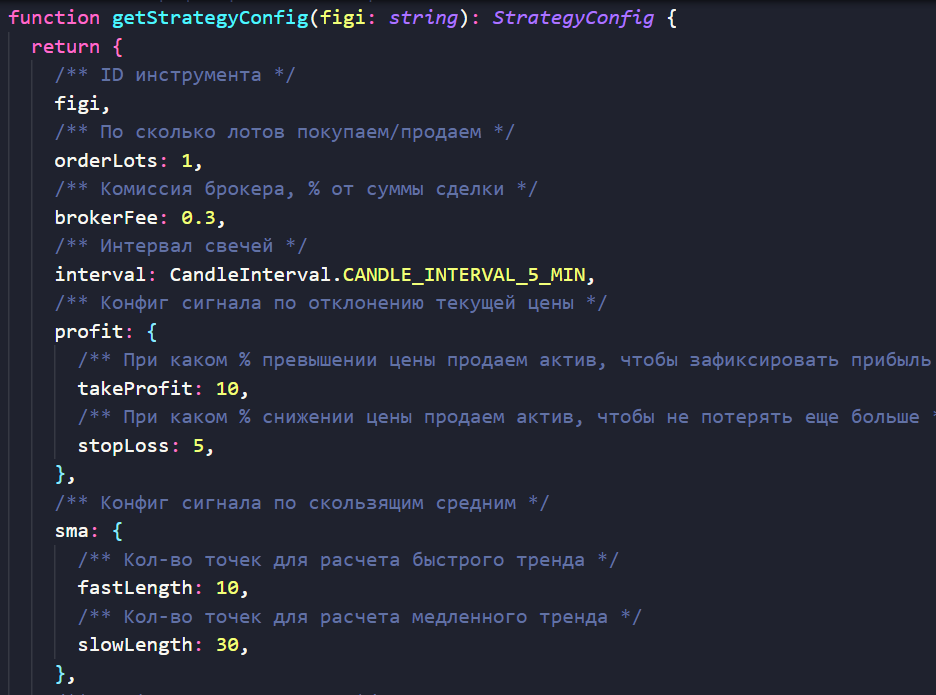 function getStrategyConfig(figi: string): StrategyConfig {
return {
/** ID инструмента */
figi,
/** По сколько лотов покупаем/продаем */
orderLots: 1,
/** Комиссия брокера, % от суммы сделки */
brokerFee: 0.3,
/** Интервал свечей */
interval: CandleInterval.CANDLE_INTERVAL_5_MIN,
/** Конфиг сигнала по отклонению текущей цены */
profit: {
/** При каком % превышении цены продаем актив, чтобы зафиксировать прибыль
takeProfit: 10,
/** При каком % снижении цены продаем актив, чтобы не потерять еще больше *
stopLoss: 5,
},
/** Конфиг сигнала по скользящим средним */
sma: {
/** Кол-во точек для расчета быстрого тренда */
fastLength: 10,
/** Кол-во точек для расчета медленного тренда */
slowLength: 30,
},